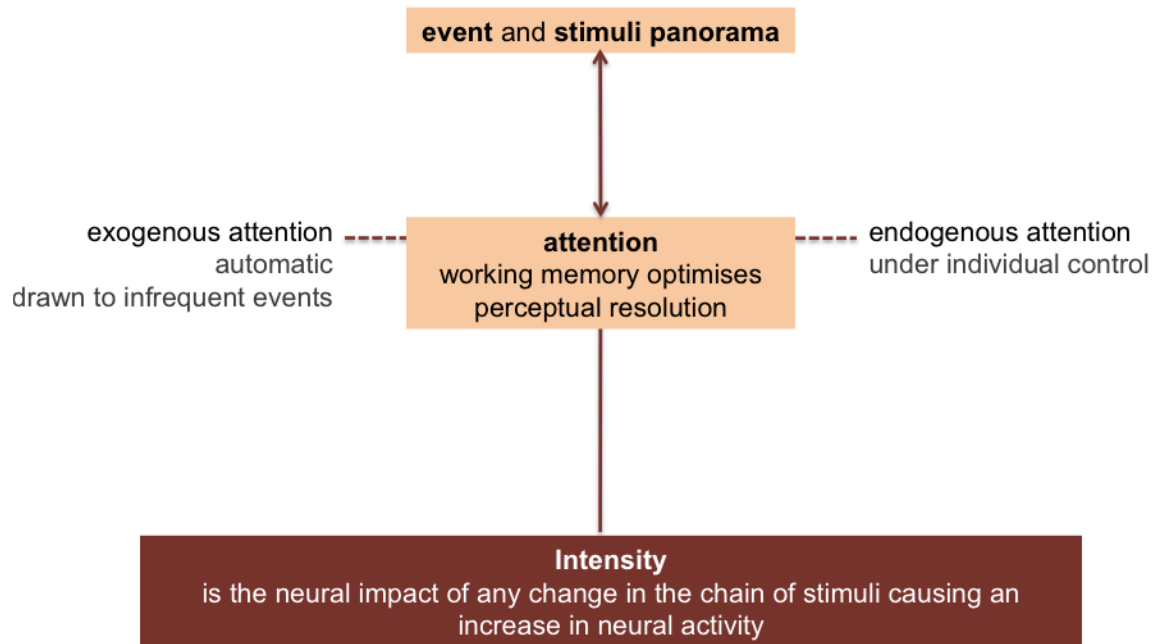 event and stimuli panorama
exogenous attention
automatic
drawn to infrequent events
attention
working memory optimises
perceptual resolution
endogenous attention
under individual control
Intensity
is the neural impact of any change in the chain of stimuli causing an
increase in neural activity